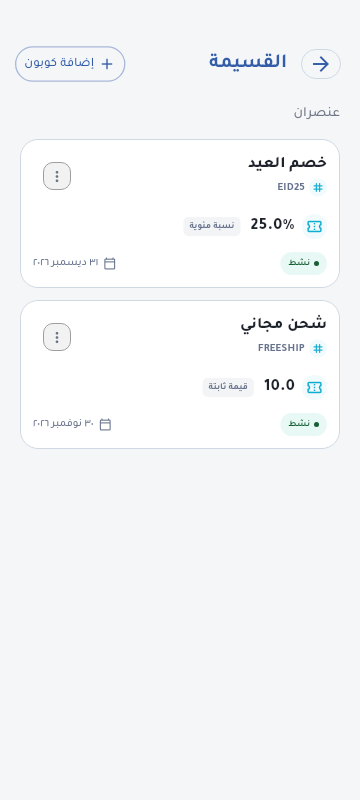 القسيمة
إضافة كوبون
عنصران
خصم العيد
EID25
25.0%
نسبة مئوية
نشط
٣١ ديسمبر ٢٠٢٦
شحن مجاني
FREESHIP
10.0
قيمة ثابتة
نشط
٣٠ نوفمبر ٢٠٢٦